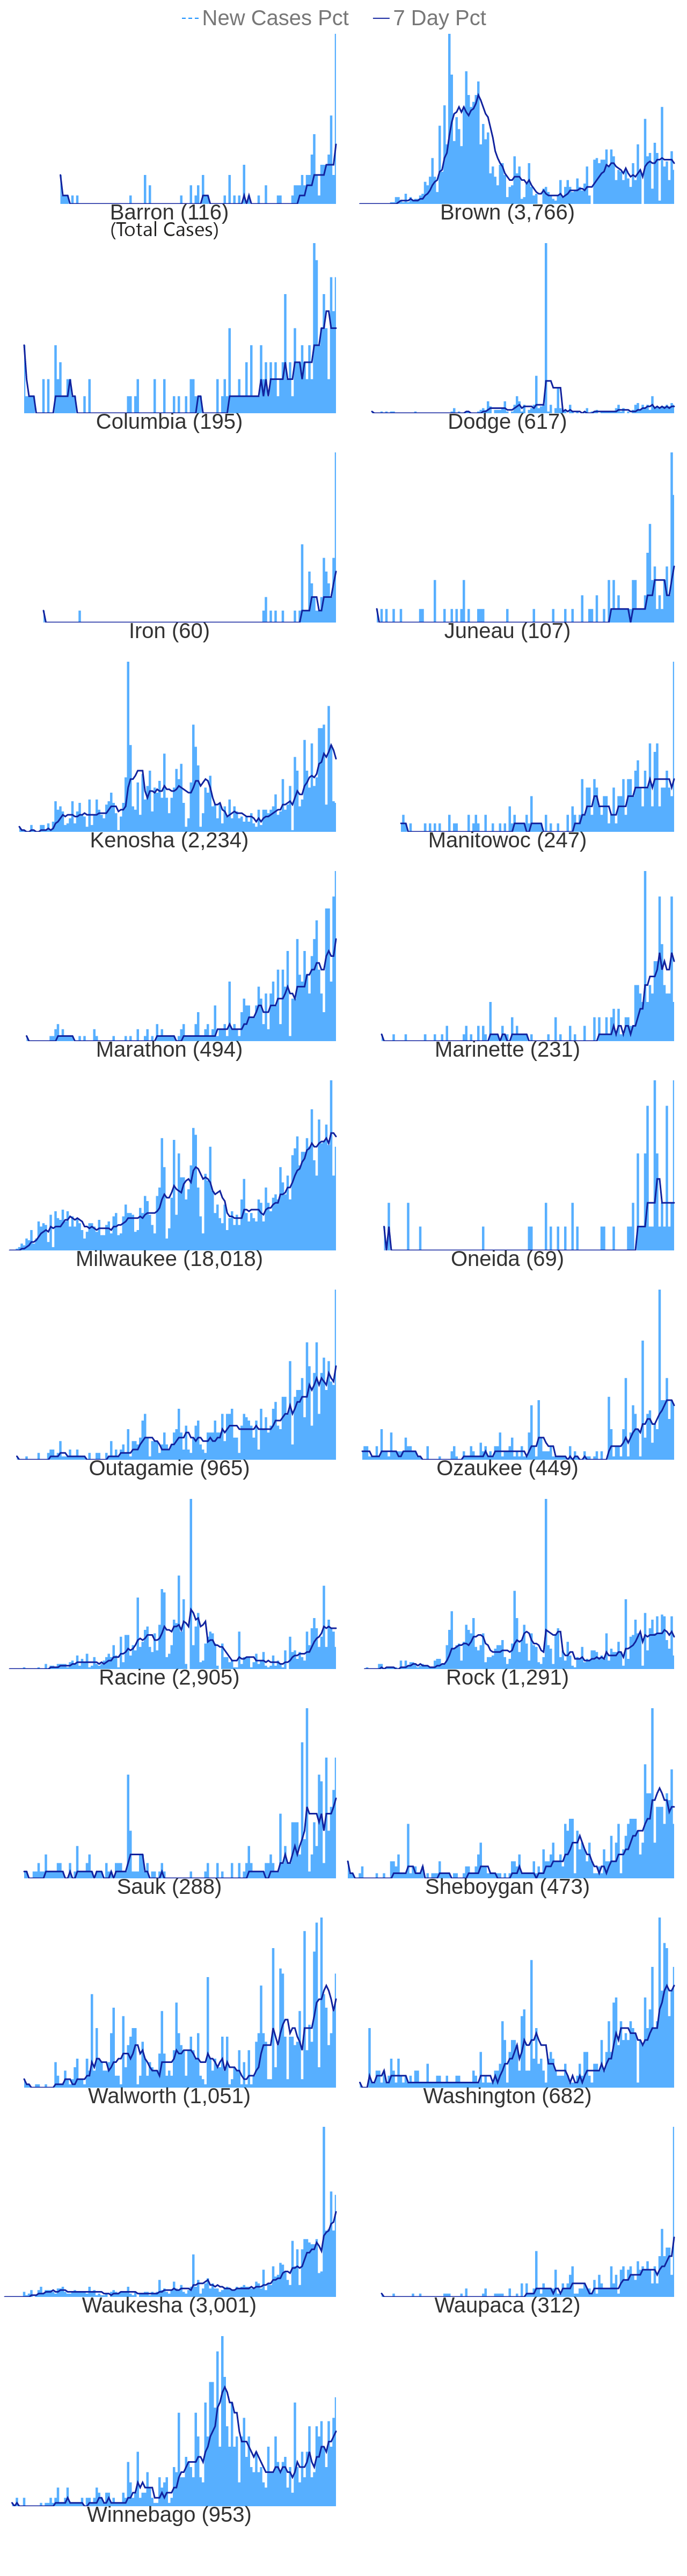 New Cases Pct 7 Day Pct
Barron (116) Brown (3,766)
(Total Cases)
Columbia (195) Dodge (617)
Iron (60) Juneau (107)
Kenosha (2,234) Manitowoc (247)
Marathon (494) Marinette (231)
Milwaukee (18,018) Oneida (69)
Outagamie (965) Ozaukee (449)
Racine (2,905) Rock (1,291)
Sauk (288) Sheboygan (473)
Walworth (1,051) Washington (682)
Waukesha (3,001) Waupaca (312)
Winnebago (953)